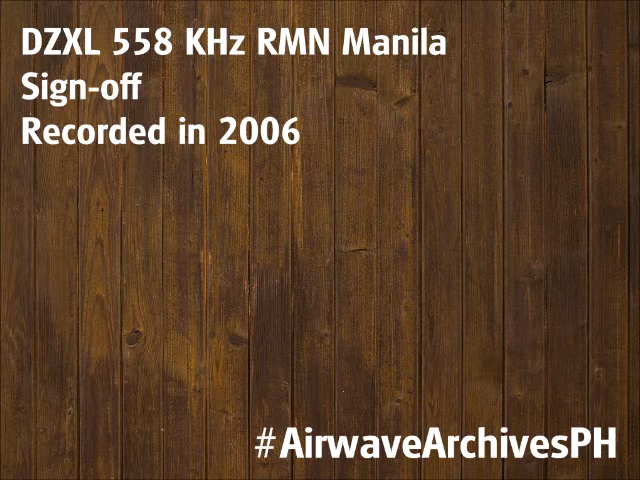 DZXL 558 KHz RMN Manila
Sign-off
Recorded in 2006
#AirwaveArchivesPH